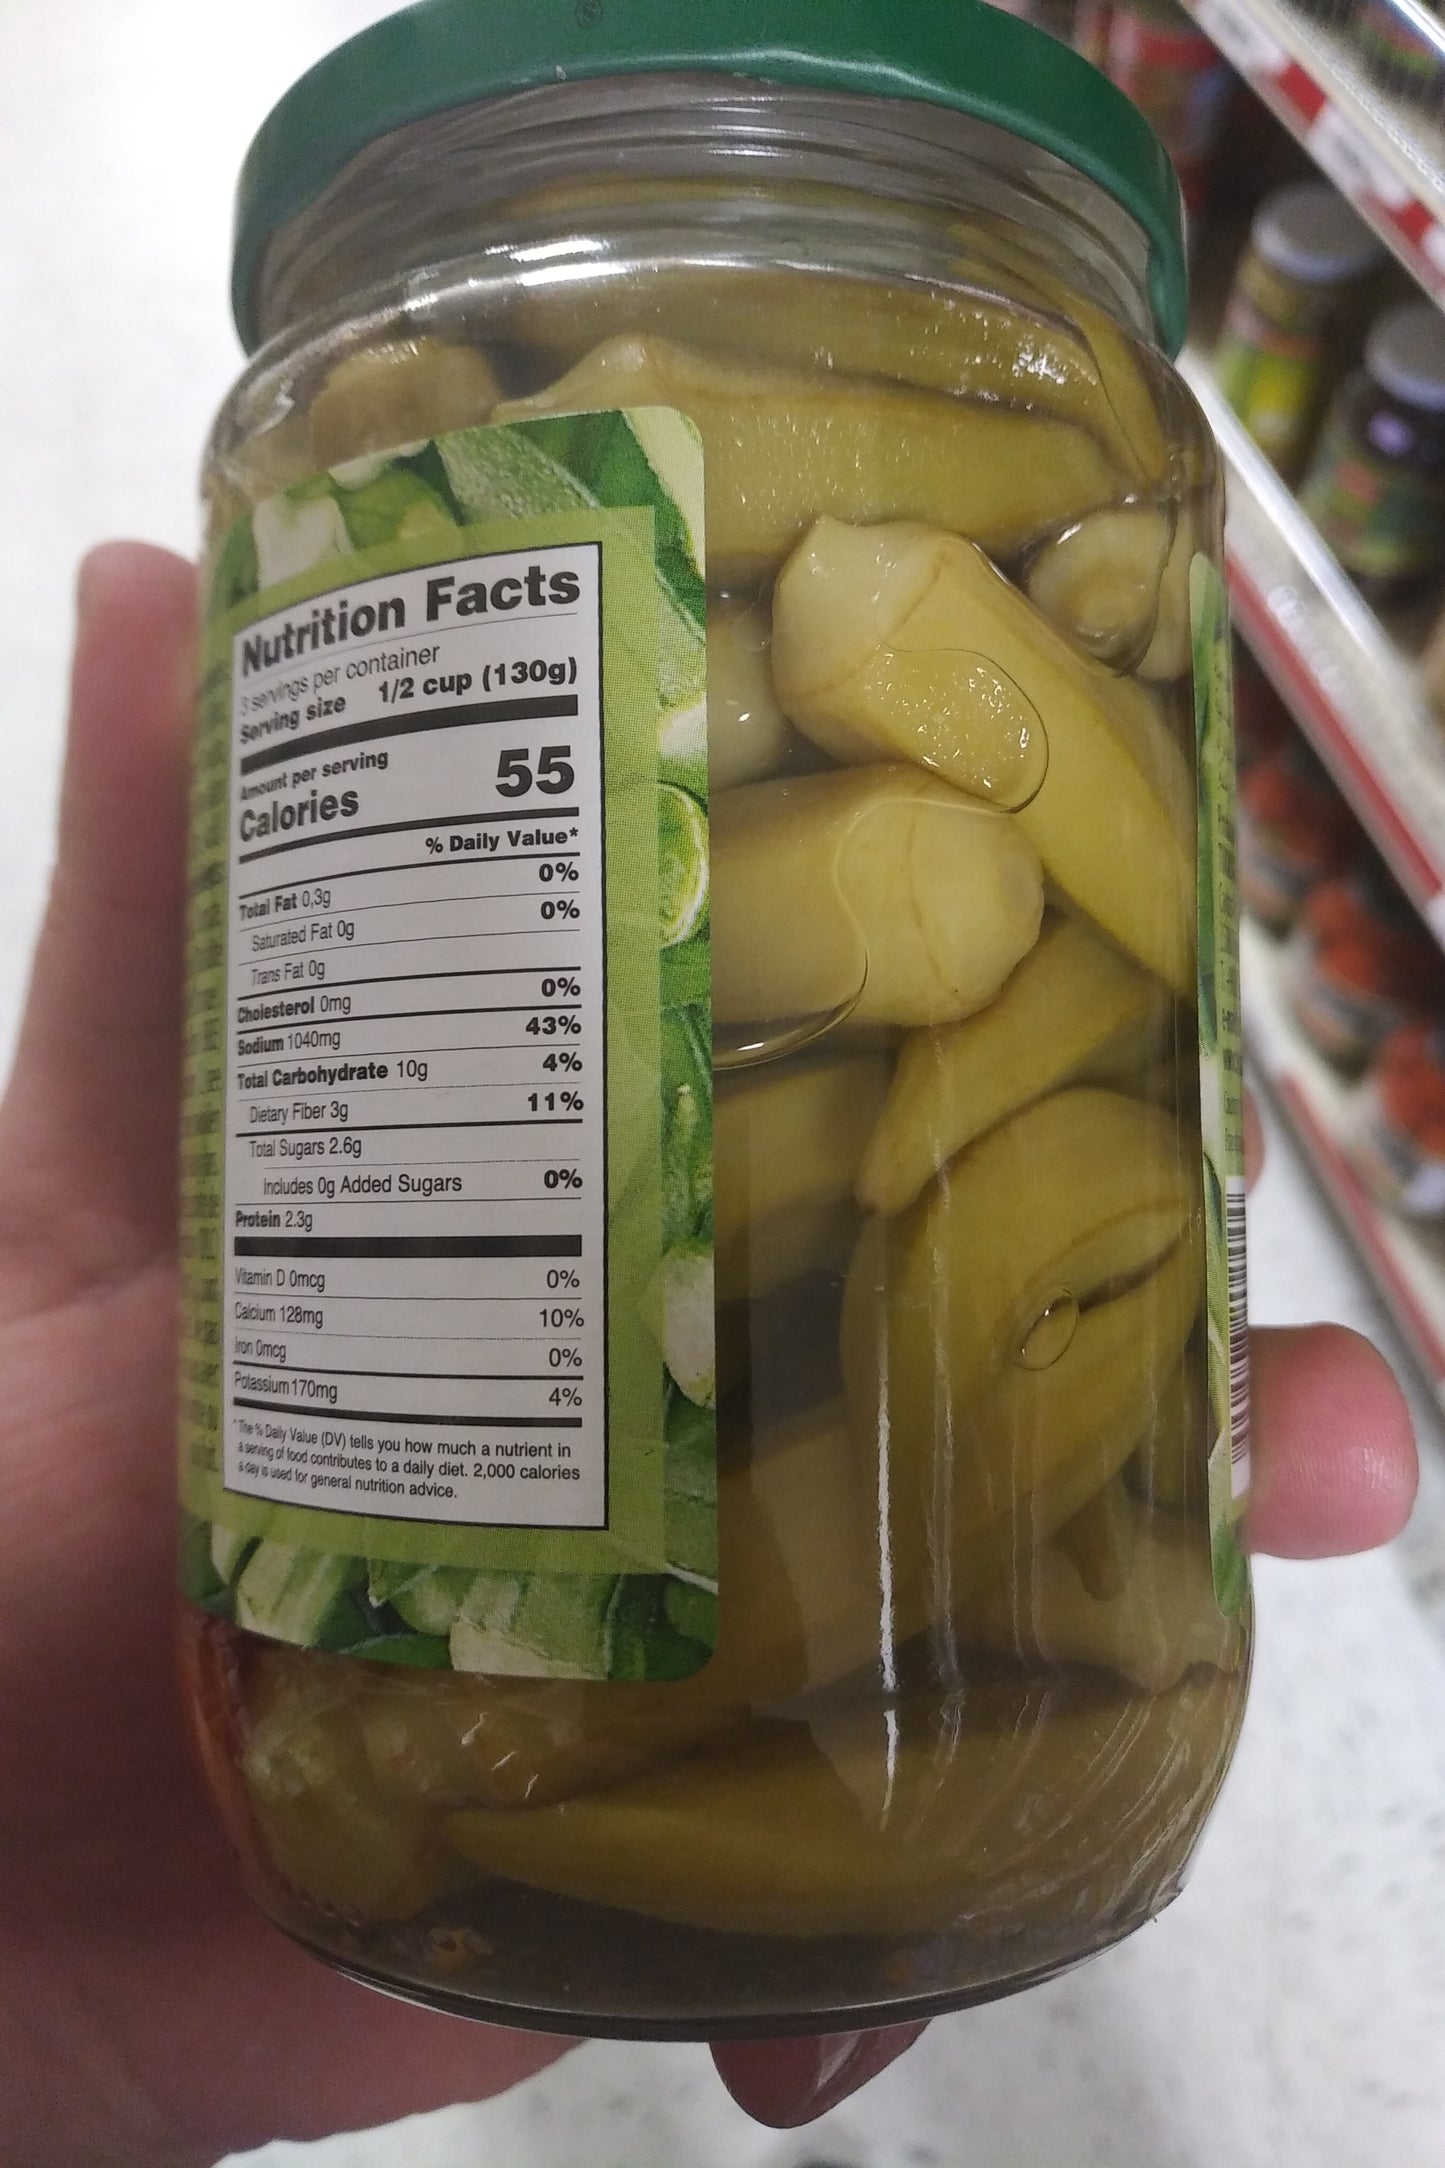 Nutrition Facts
3 servings per container
Serving size 1/2 cup (130g)
Amount per serving
Calories 55
% Daily Value*
Total Fat 0,3g 0%
Saturated Fat 0g 0%
Trans Fat 0g
Cholesterol 0mg 0%
Sodium 1040mg 43%
Total Carbohydrate 10g 4%
Dietary Fiber 3g 11%
Total Sugars 2.6g
Includes 0g Added Sugars 0%
Protein 2.3g
Vitamin D 0mcg 0%
Calcium 128mg 10%
Iron 0mcg 0%
Potassium 170mg 4%
*The % Daily Value (DV) tells you how much a nutrient in
a serving of food contributes to a daily diet. 2,000 calories
a day is used for general nutrition advice.